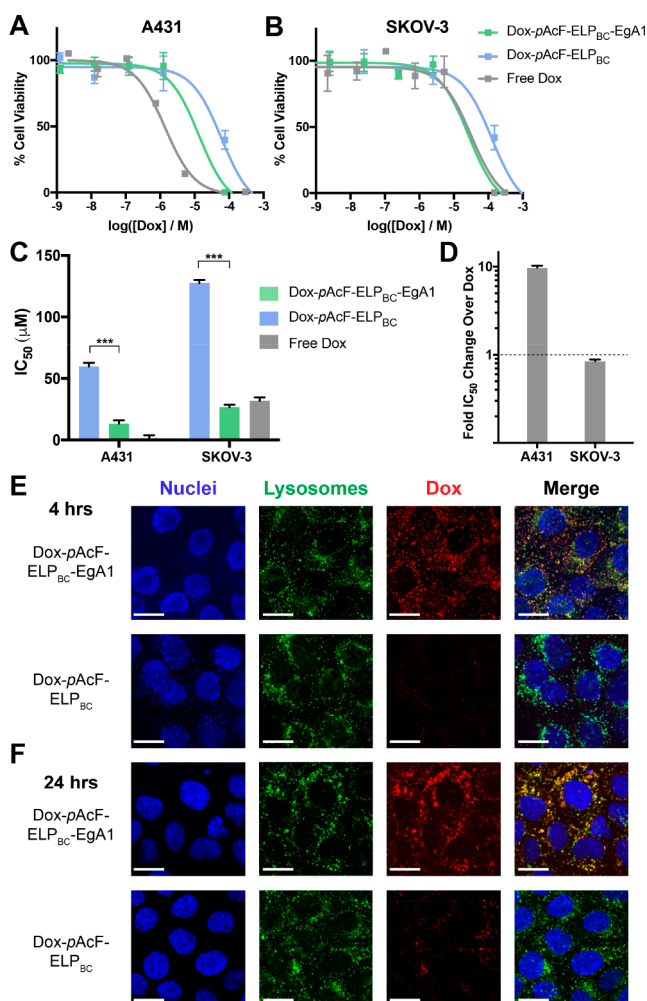 A
A431
% Cell Viability
100
50
0
-9 -8 -7 -6 -5 -4 -3
log([Dox] / M)
B
SKOV-3
% Cell Viability
100
50
0
-9 -8 -7 -6 -5 -4 -3
log([Dox] / M)
Dox-pAcF-ELPBC-EgA1
Dox-pAcF-ELPBC
Free Dox
C
IC50 (µM)
150
100
50
0
***
***
A431 SKOV-3
Dox-pAcF-ELPBC-EgA1
Dox-pAcF-ELPBC
Free Dox
D
Fold IC50 Change Over Dox
10
1
A431 SKOV-3
E
Nuclei Lysosomes Dox Merge
4 hrs
Dox-pAcF-
ELPBC-EgA1
Dox-pAcF-
ELPBC
F
24 hrs
Dox-pAcF-
ELPBC-EgA1
Dox-pAcF-
ELPBC